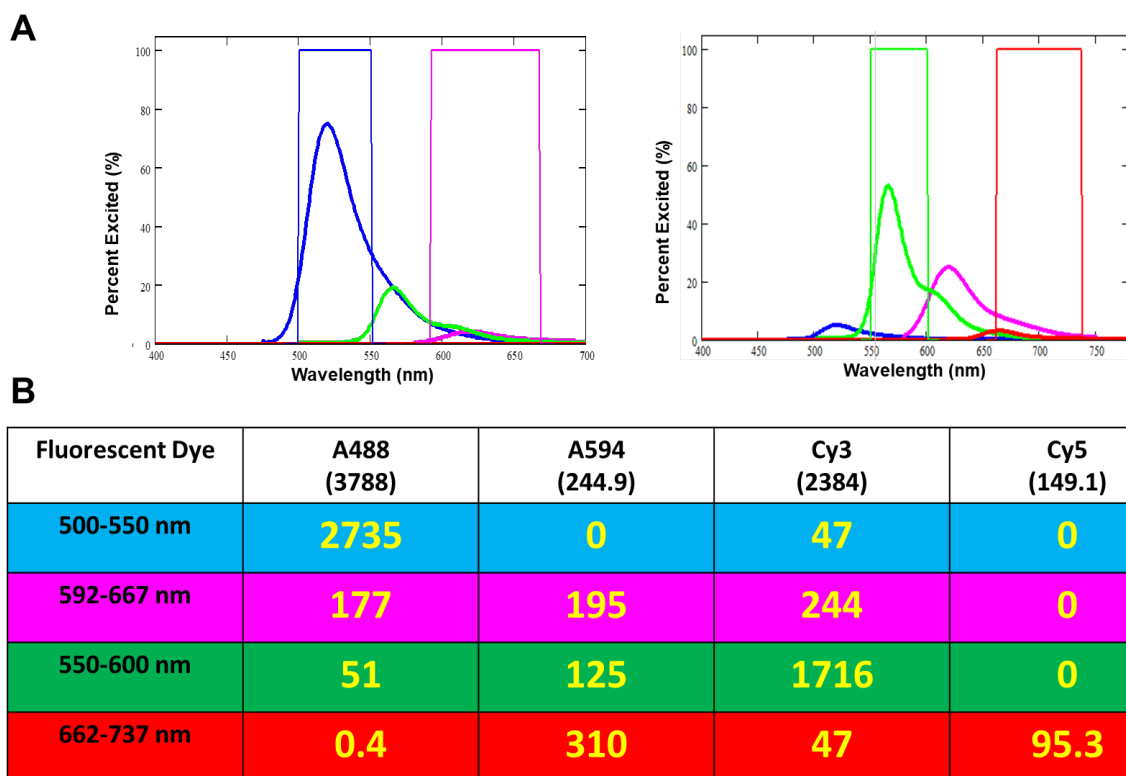 A
Percent Excited (%)
100
80
60
40
20
0
400 450 500 550 600 650 700
Wavelength (nm)
Percent Excited (%)
100
80
60
40
20
0
400 450 500 550 600 650 700 750
Wavelength (nm)
B
Fluorescent Dye A488 A594 Cy3 Cy5
(3788) (244.9) (2384) (149.1)
500-550 nm 2735 0 47 0
592-667 nm 177 195 244 0
550-600 nm 51 125 1716 0
662-737 nm 0.4 310 47 95.3